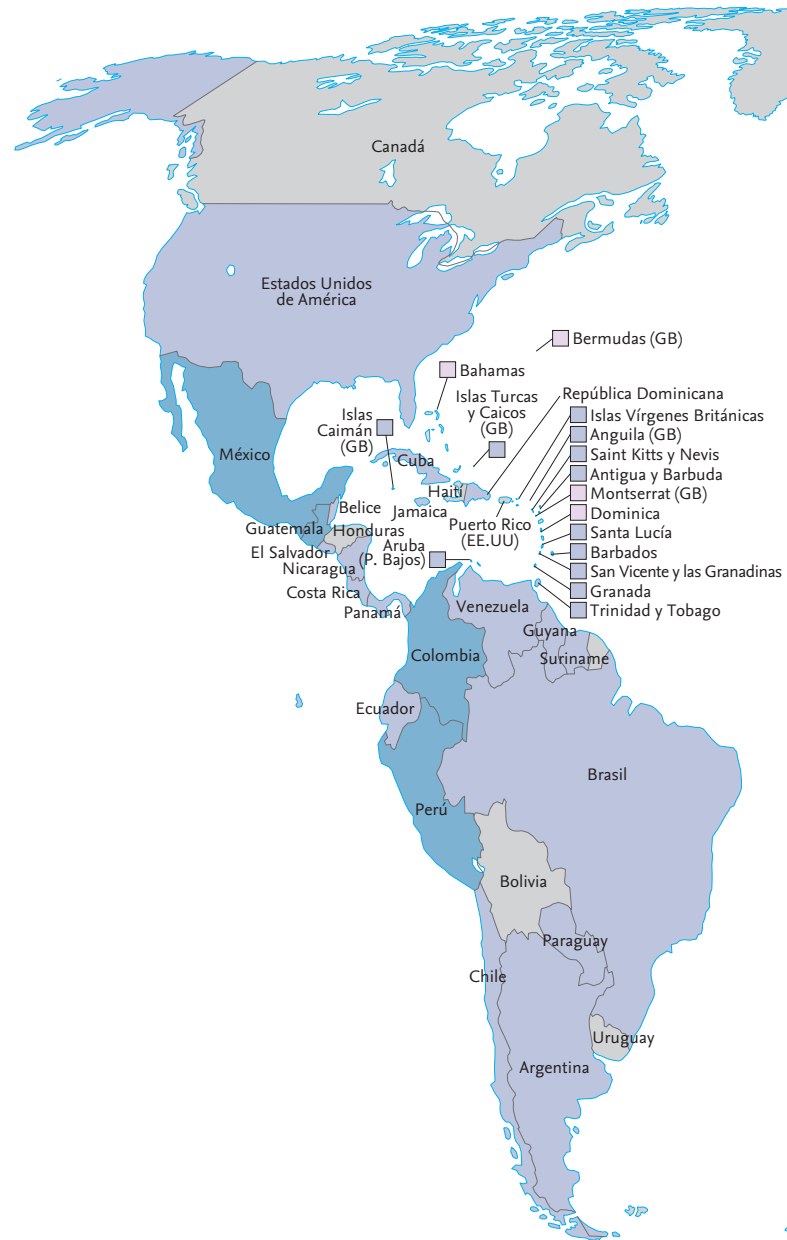 Canadá
Estados Unidos
de América
Bermudas (GB)
Bahamas
Islas Turcas
y Caicos
(GB)
República Dominicana
Islas
Caimán
(GB)
Islas Vírgenes Británicas
Anguila (GB)
México
Cuba
Saint Kitts y Nevis
Antigua y Barbuda
Haití
Montserrat (GB)
Belice
Jamaica
Dominica
Guatemala
Honduras
Puerto Rico
(EE.UU)
Santa Lucía
El Salvador
Aruba
(P. Bajos)
Barbados
Nicaragua
San Vicente y las Granadinas
Costa Rica
Granada
Panamá
Venezuela
Trinidad y Tobago
Guyana
Colombia
Suriname
Ecuador
Brasil
Perú
Bolivia
Paraguay
Chile
Uruguay
Argentina